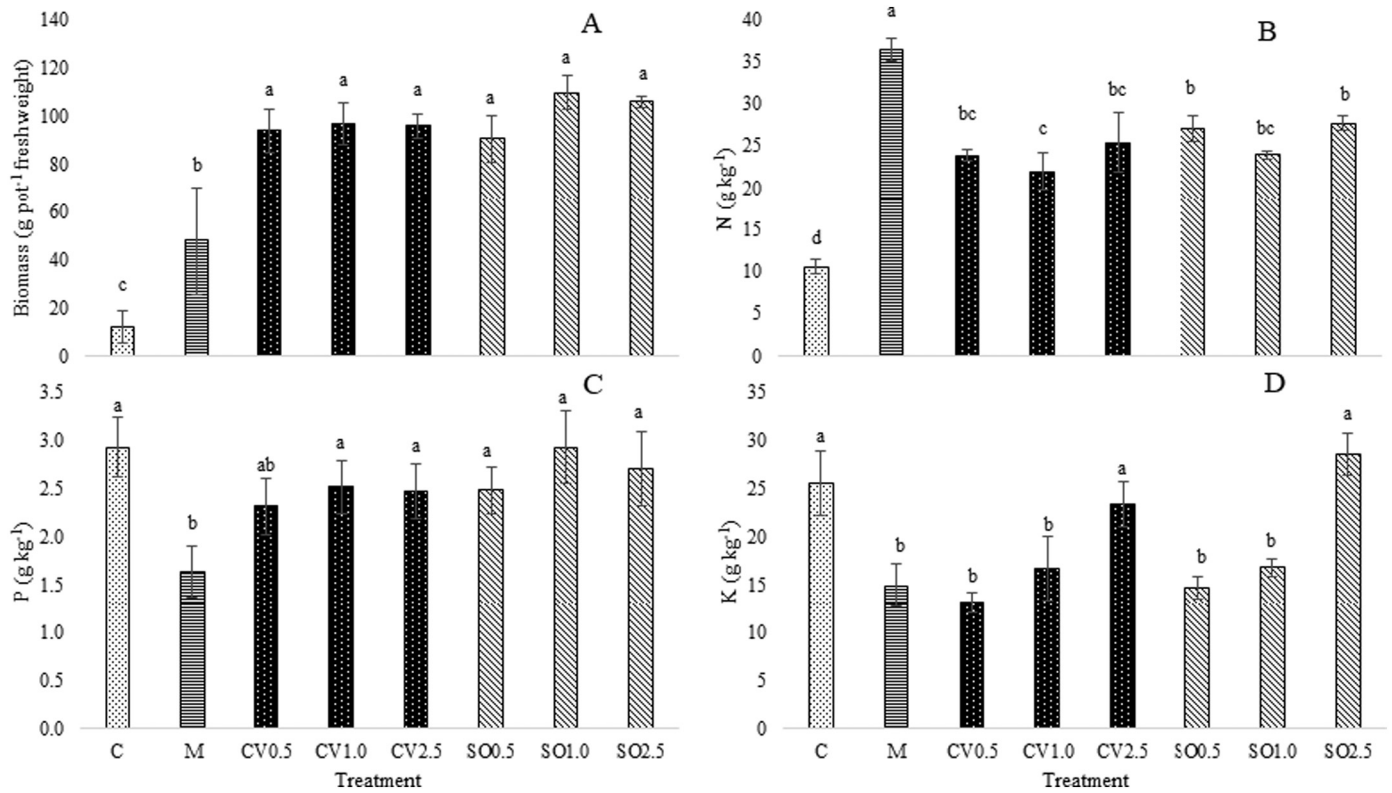 A
Biomass (g pot⁻¹ freshweight)
140
120
100
80
60
40
20
0
c
b
a
a
a
a
a
a
B
N (g kg⁻¹)
40
35
30
25
20
15
10
5
0
d
a
bc
c
bc
b
bc
b
C
P (g kg⁻¹)
3.5
3.0
2.5
2.0
1.5
1.0
0.5
0.0
a
b
ab
a
a
a
a
a
C M CV0.5 CV1.0 CV2.5 SO0.5 SO1.0 SO2.5
Treatment
D
K (g kg⁻¹)
35
30
25
20
15
10
5
0
a
b
b
b
a
b
b
a
C M CV0.5 CV1.0 CV2.5 SO0.5 SO1.0 SO2.5
Treatment